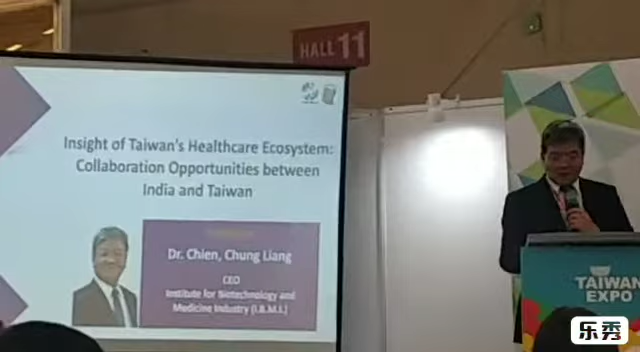 HALL 11
Insight of Taiwan's Healthcare Ecosystem:
Collaboration Opportunities between
India and Taiwan
Dr. Chien, Chung Liang
CEO
Institute for Biotechnology and
Medicine Industry (I.B.M.I.)
TAIWAN
EXPO
乐秀